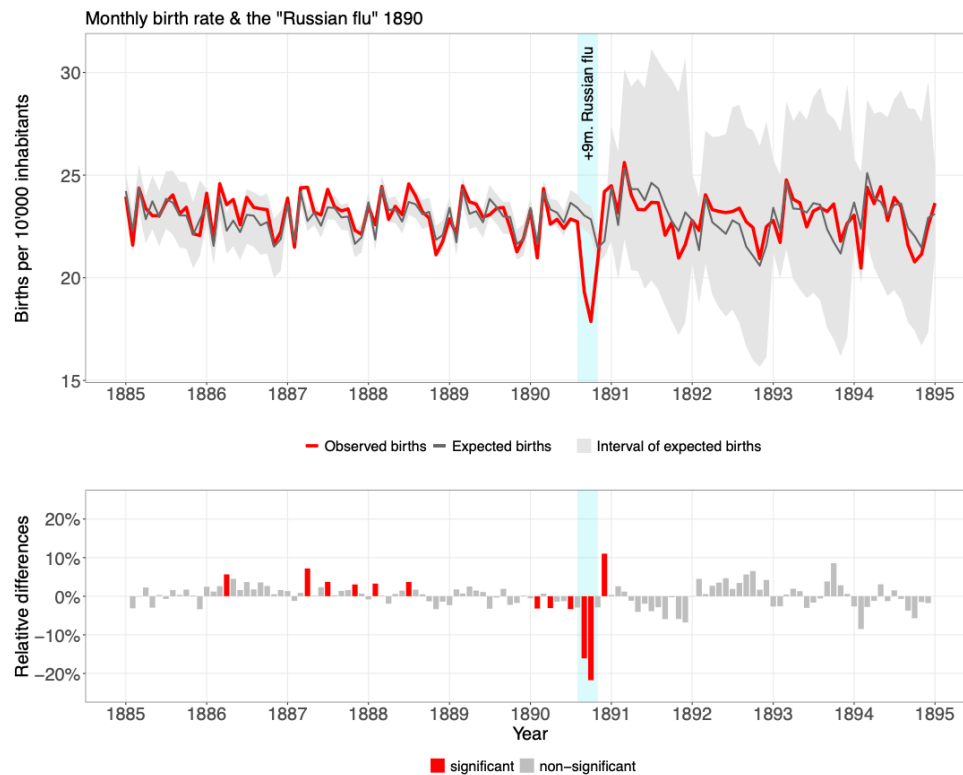 Monthly birth rate & the "Russian flu" 1890
Births per 10'000 inhabitants
30
25
20
15
+9m. Russian flu
1885 1886 1887 1888 1889 1890 1891 1892 1893 1894 1895
Observed births Expected births Interval of expected births
Relaitve differences
20%
10%
0%
−10%
−20%
1885 1886 1887 1888 1889 1890 1891 1892 1893 1894 1895
Year
significant non−significant